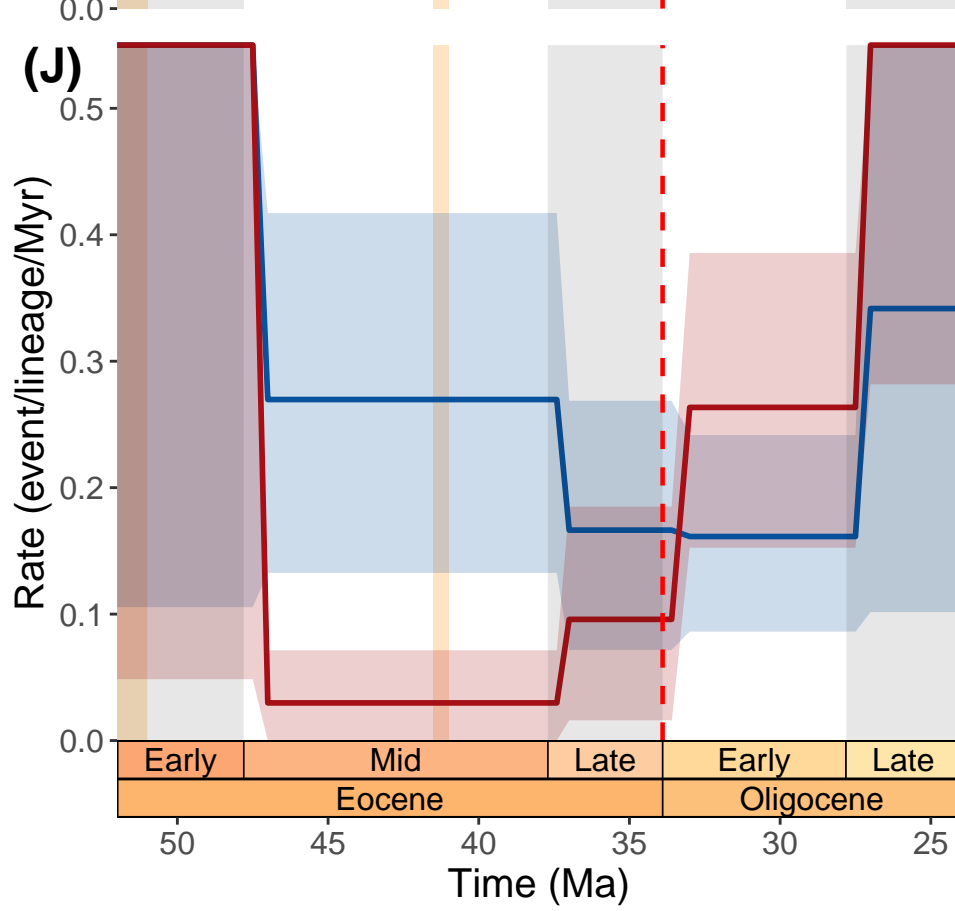 0.0
(J)
0.5
0.4
0.3
0.2
0.1
0.0
Rate (event/lineage/Myr)
Early Mid Late Early Late
Eocene Oligocene
50 45 40 35 30 25
Time (Ma)